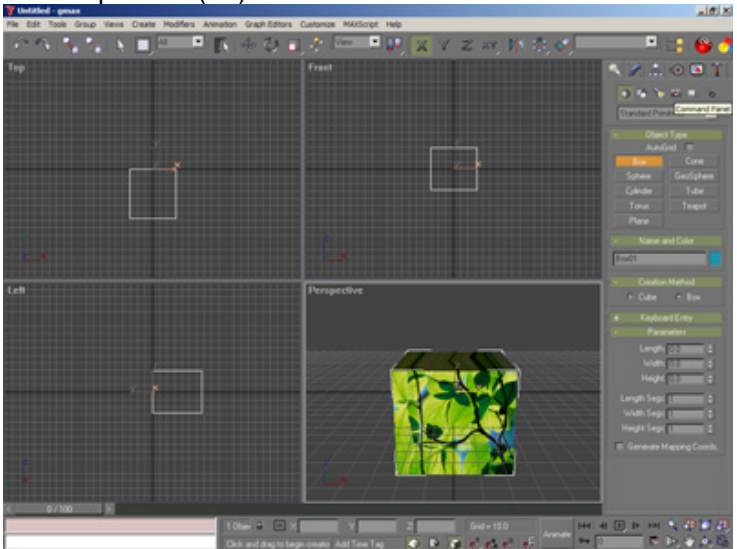 Untitled - gmax
File Edit Tools Group Views Create Modifiers Animation Graph Editors Customize MAXScript Help
All
View
X Y Z XY
Top
Front
Command Panel
Standard
Object Type
AutoGrid
Box Cone
Sphere GeoSphere
Cylinder Tube
Torus Teapot
Plane
Name and Color
Box01
Creation Method
Cube Box
Keyboard Entry
Parameters
Length
Width
Height
Length Segs
Width Segs
Height Segs
Generate Mapping Coords.
Left
Perspective
0 / 100
X Y Z
Grid = 10.0
Animate
Click and drag to begin creatio Add Time Tag
0